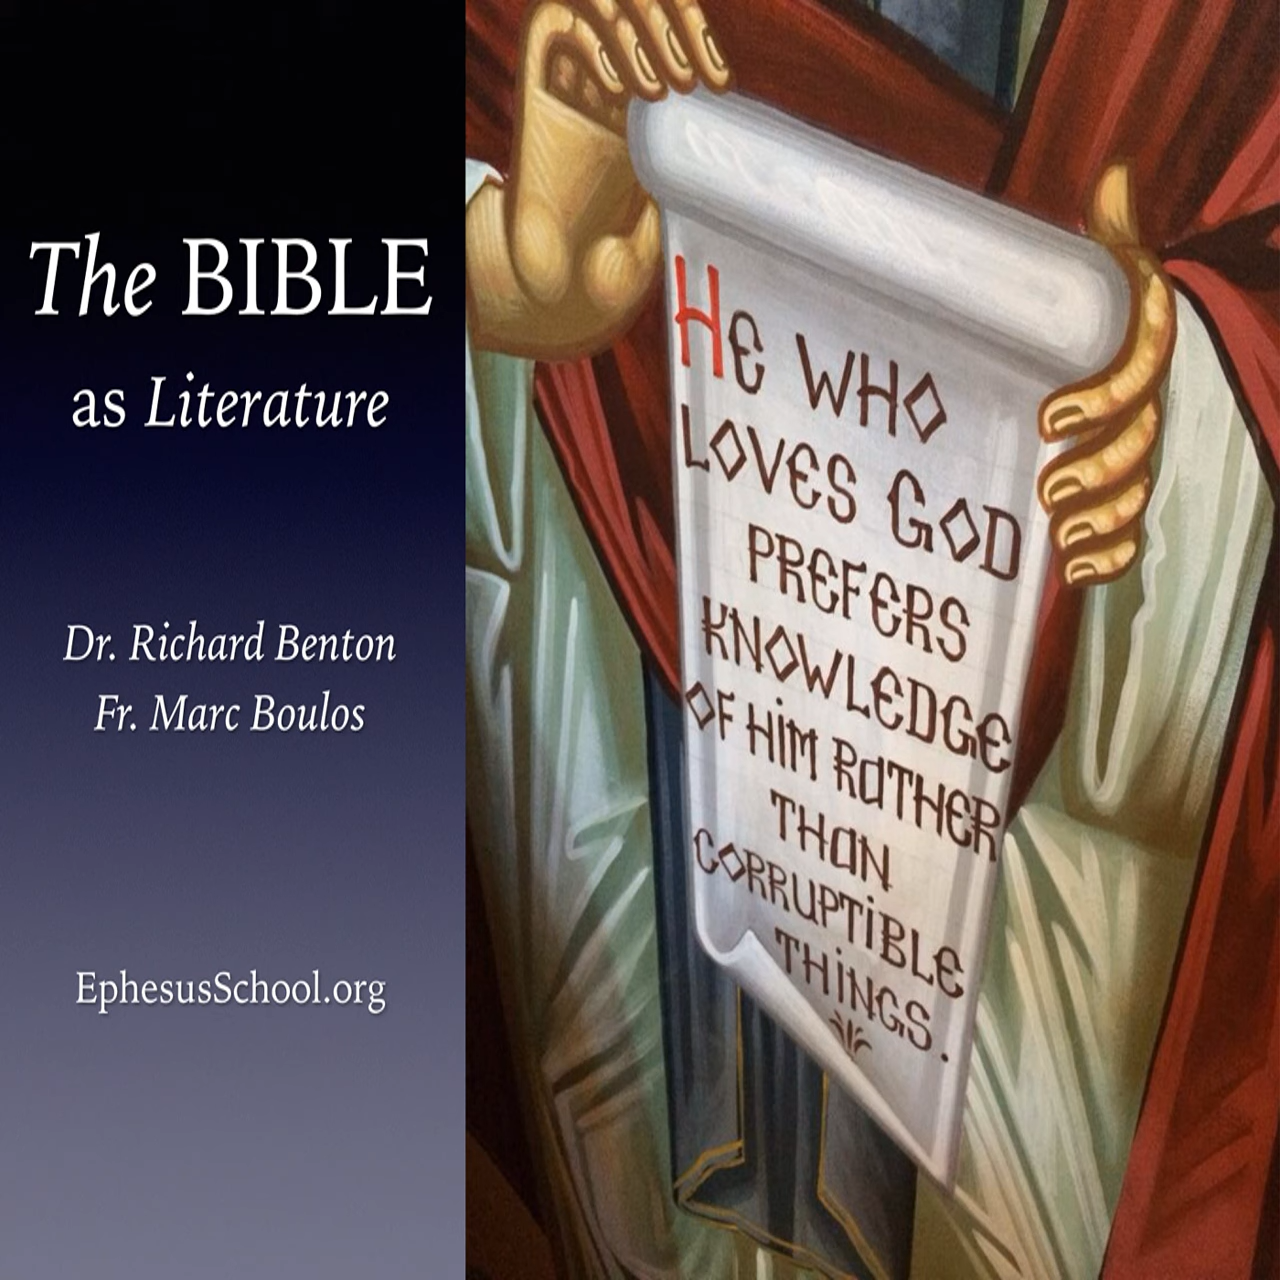 The BIBLE
as Literature
Dr. Richard Benton
Fr. Marc Boulos
EphesusSchool.org
HE WHO
LOVES GOD
PREFERS
KNOWLEDGE
OF HiM RATHER
THAN
CORRUPTiBLE
THiNGS.